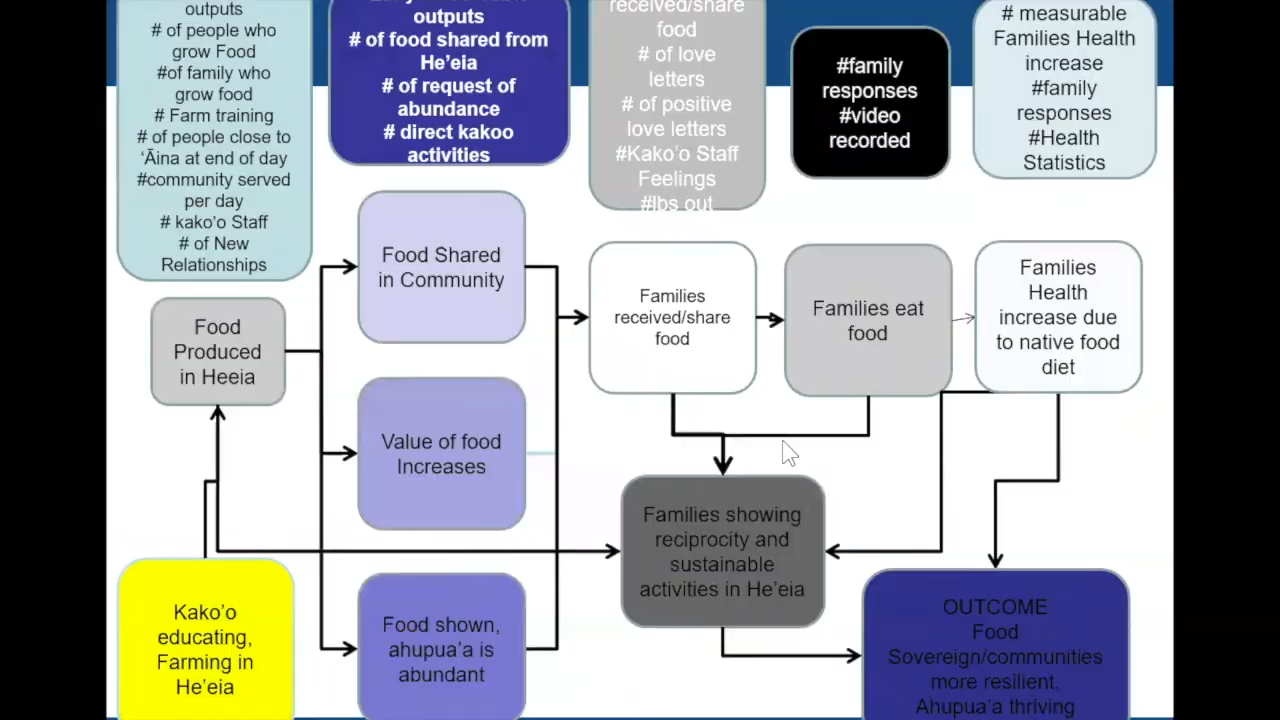 outputs
# of people who
grow Food
#of family who
grow food
# Farm training
# of people close to
‘Āina at end of day
#community served
per day
# kako’o Staff
# of New
Relationships
outputs
# of food shared from
He’eia
# of request of
abundance
# direct kakoo
activities
received/share
food
# of love
letters
# of positive
love letters
#Kako’o Staff
Feelings
#lbs out
#family
responses
#video
recorded
# measurable
Families Health
increase
#family
responses
#Health
Statistics
Food
Produced
in Heeia
Food Shared
in Community
Value of food
Increases
Food shown,
ahupua’a is
abundant
Families
received/share
food
Families eat
food
Families
Health
increase due
to native food
diet
Families showing
reciprocity and
sustainable
activities in He’eia
Kako’o
educating,
Farming in
He’eia
OUTCOME
Food
Sovereign/communities
more resilient,
Ahupua’a thriving